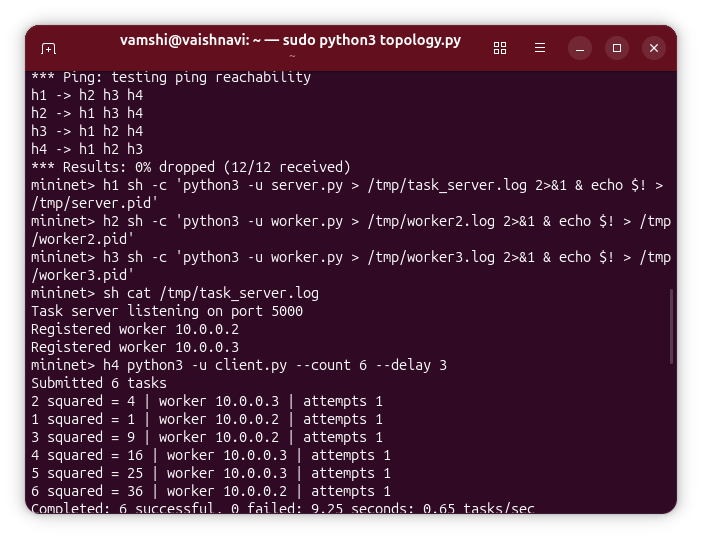 vamshi@vaishnavi: ~ — sudo python3 topology.py
~
*** Ping: testing ping reachability
h1 -> h2 h3 h4
h2 -> h1 h3 h4
h3 -> h1 h2 h4
h4 -> h1 h2 h3
*** Results: 0% dropped (12/12 received)
mininet> h1 sh -c 'python3 -u server.py > /tmp/task_server.log 2>&1 & echo $! >
/tmp/server.pid'
mininet> h2 sh -c 'python3 -u worker.py > /tmp/worker2.log 2>&1 & echo $! > /tmp
/worker2.pid'
mininet> h3 sh -c 'python3 -u worker.py > /tmp/worker3.log 2>&1 & echo $! > /tmp
/worker3.pid'
mininet> sh cat /tmp/task_server.log
Task server listening on port 5000
Registered worker 10.0.0.2
Registered worker 10.0.0.3
mininet> h4 python3 -u client.py --count 6 --delay 3
Submitted 6 tasks
2 squared = 4 | worker 10.0.0.3 | attempts 1
1 squared = 1 | worker 10.0.0.2 | attempts 1
3 squared = 9 | worker 10.0.0.2 | attempts 1
4 squared = 16 | worker 10.0.0.3 | attempts 1
5 squared = 25 | worker 10.0.0.3 | attempts 1
6 squared = 36 | worker 10.0.0.2 | attempts 1
Completed: 6 successful, 0 failed; 9.25 seconds; 0.65 tasks/sec